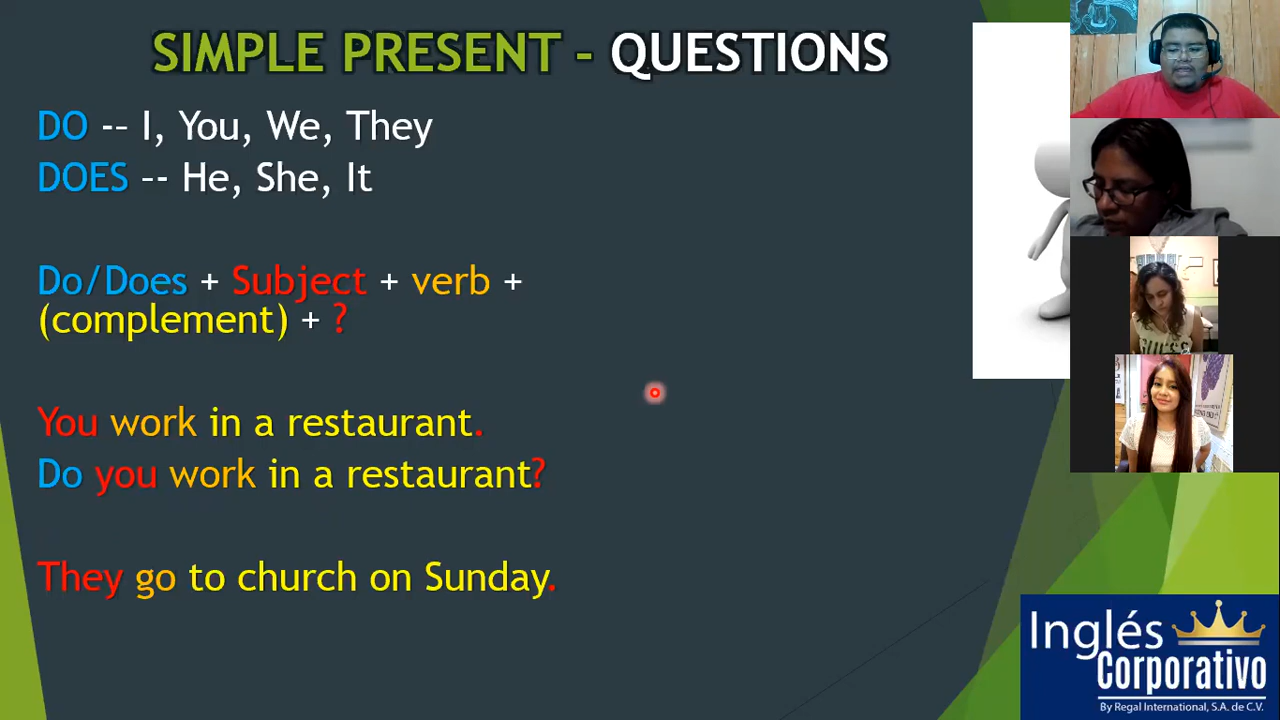 SIMPLE PRESENT - QUESTIONS
DO -- I, You, We, They
DOES -- He, She, It
Do/Does + Subject + verb +
(complement) + ?
You work in a restaurant.
Do you work in a restaurant?
They go to church on Sunday.
Inglés
Corporativo
By Regal International, S.A. de C.V.